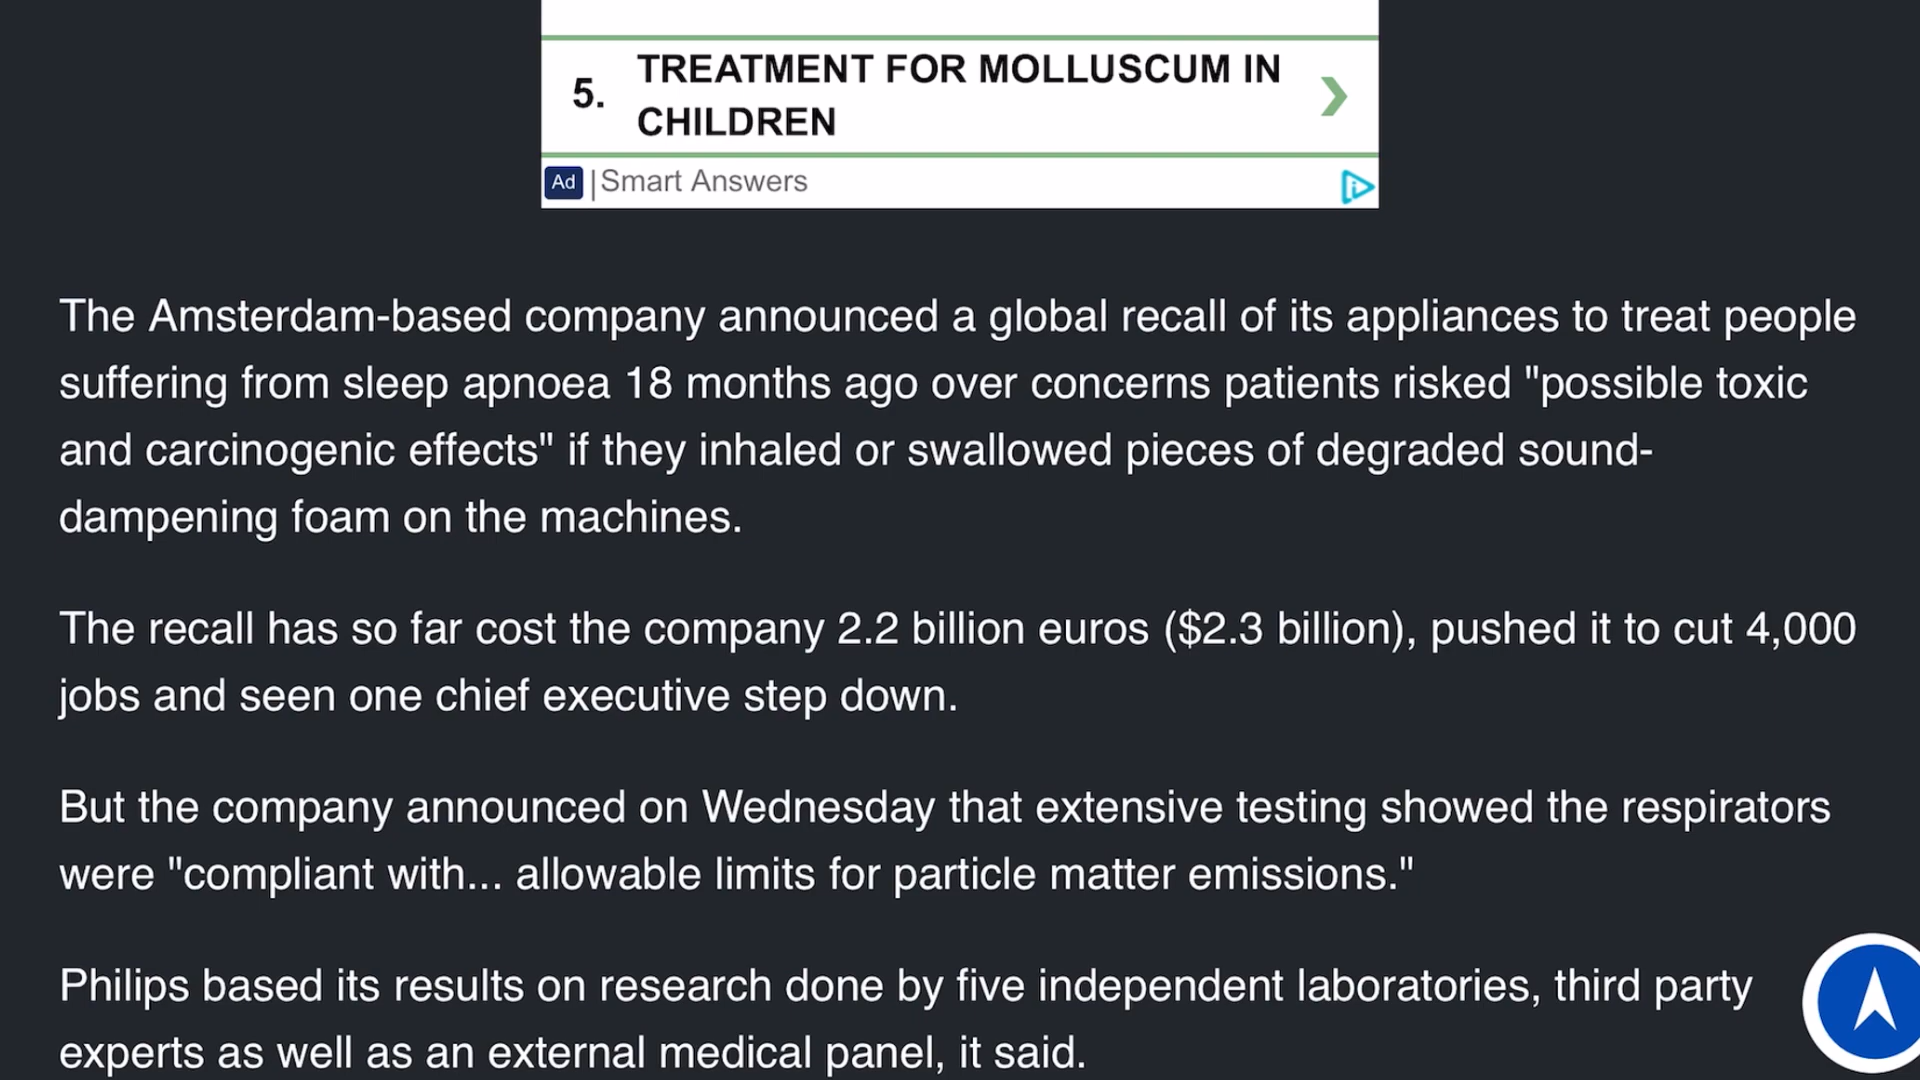 5. TREATMENT FOR MOLLUSCUM IN
CHILDREN
Ad | Smart Answers
The Amsterdam-based company announced a global recall of its appliances to treat people
suffering from sleep apnoea 18 months ago over concerns patients risked "possible toxic
and carcinogenic effects" if they inhaled or swallowed pieces of degraded sound-
dampening foam on the machines.
The recall has so far cost the company 2.2 billion euros ($2.3 billion), pushed it to cut 4,000
jobs and seen one chief executive step down.
But the company announced on Wednesday that extensive testing showed the respirators
were "compliant with... allowable limits for particle matter emissions."
Philips based its results on research done by five independent laboratories, third party
experts as well as an external medical panel, it said.